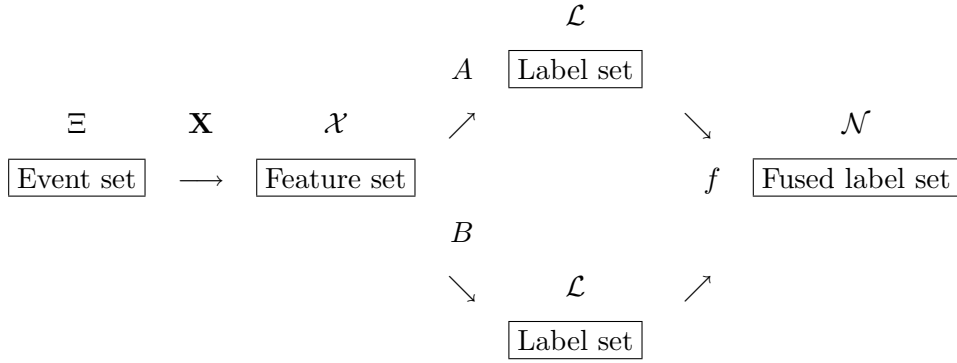 ℒ
A Label set
Ξ X 𝒳 𝒩
Event set ⟶ Feature set f Fused label set
B
ℒ
Label set